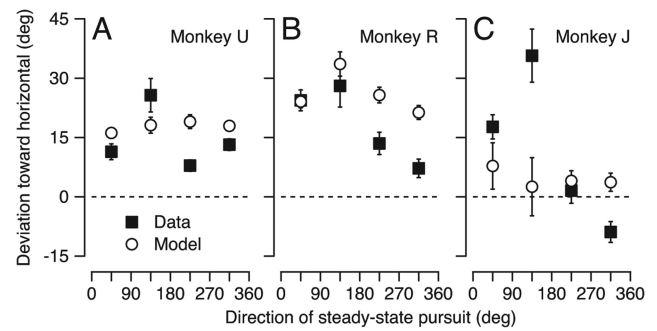 A Monkey U
B Monkey R
C Monkey J
Deviation toward horizontal (deg)
45
30
15
0
-15
Data
Model
0 90 180 270 360
0 90 180 270 360
0 90 180 270 360
Direction of steady-state pursuit (deg)